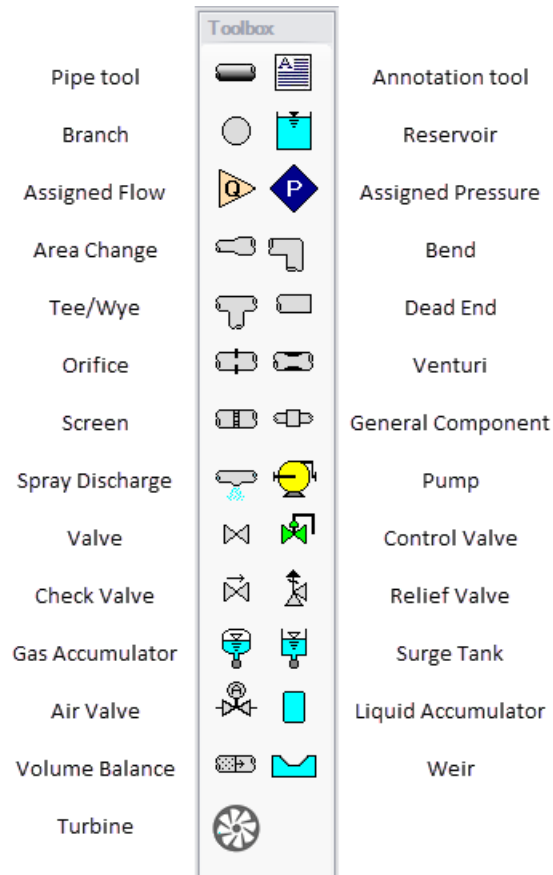 Toolbox
Pipe tool
A
Annotation tool
Branch
Reservoir
Assigned Flow
Q
P
Assigned Pressure
Area Change
Bend
Tee/Wye
Dead End
Orifice
Venturi
Screen
General Component
Spray Discharge
Pump
Valve
Control Valve
Check Valve
Relief Valve
Gas Accumulator
Surge Tank
Air Valve
A
Liquid Accumulator
Volume Balance
Weir
Turbine